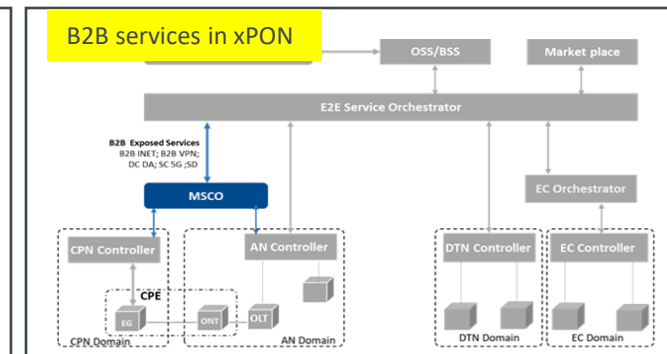 B2B services in xPON
OSS/BSS
Market place
E2E Service Orchestrator
B2B Exposed Services
B2B INET; B2B VPN;
DC DA; SC 5G ;SD
MSCO
EC Orchestrator
CPN Controller
AN Controller
DTN Controller
EC Controller
CPE
EG
ONT
OLT
CPN Domain
AN Domain
DTN Domain
EC Domain